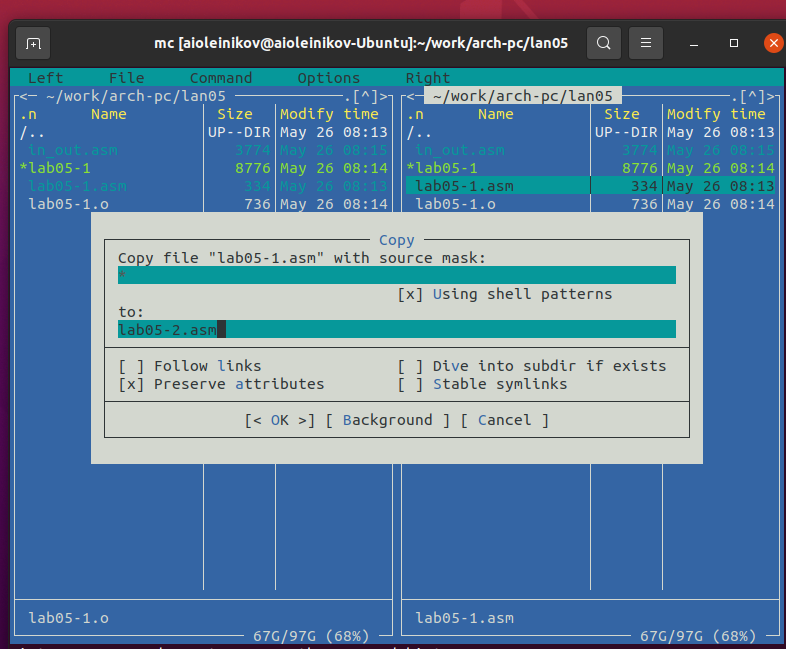 mc [aioleinikov@aioleinikov-Ubuntu]:~/work/arch-pc/lan05
Left File Command Options Right
<─ ~/work/arch-pc/lan05 .[^]>
.n Name Size Modify time
/.. UP--DIR May 26 08:13
in_out.asm 3774 May 26 08:15
*lab05-1 8776 May 26 08:14
lab05-1.asm 334 May 26 08:13
lab05-1.o 736 May 26 08:14
<─ ~/work/arch-pc/lan05 .[^]>
.n Name Size Modify time
/.. UP--DIR May 26 08:13
in_out.asm 3774 May 26 08:15
*lab05-1 8776 May 26 08:14
lab05-1.asm 334 May 26 08:13
lab05-1.o 736 May 26 08:14
Copy
Copy file "lab05-1.asm" with source mask:
*
[x] Using shell patterns
to:
lab05-2.asm
[ ] Follow links [ ] Dive into subdir if exists
[x] Preserve attributes [ ] Stable symlinks
[< OK >] [ Background ] [ Cancel ]
lab05-1.o
67G/97G (68%)
lab05-1.asm
67G/97G (68%)